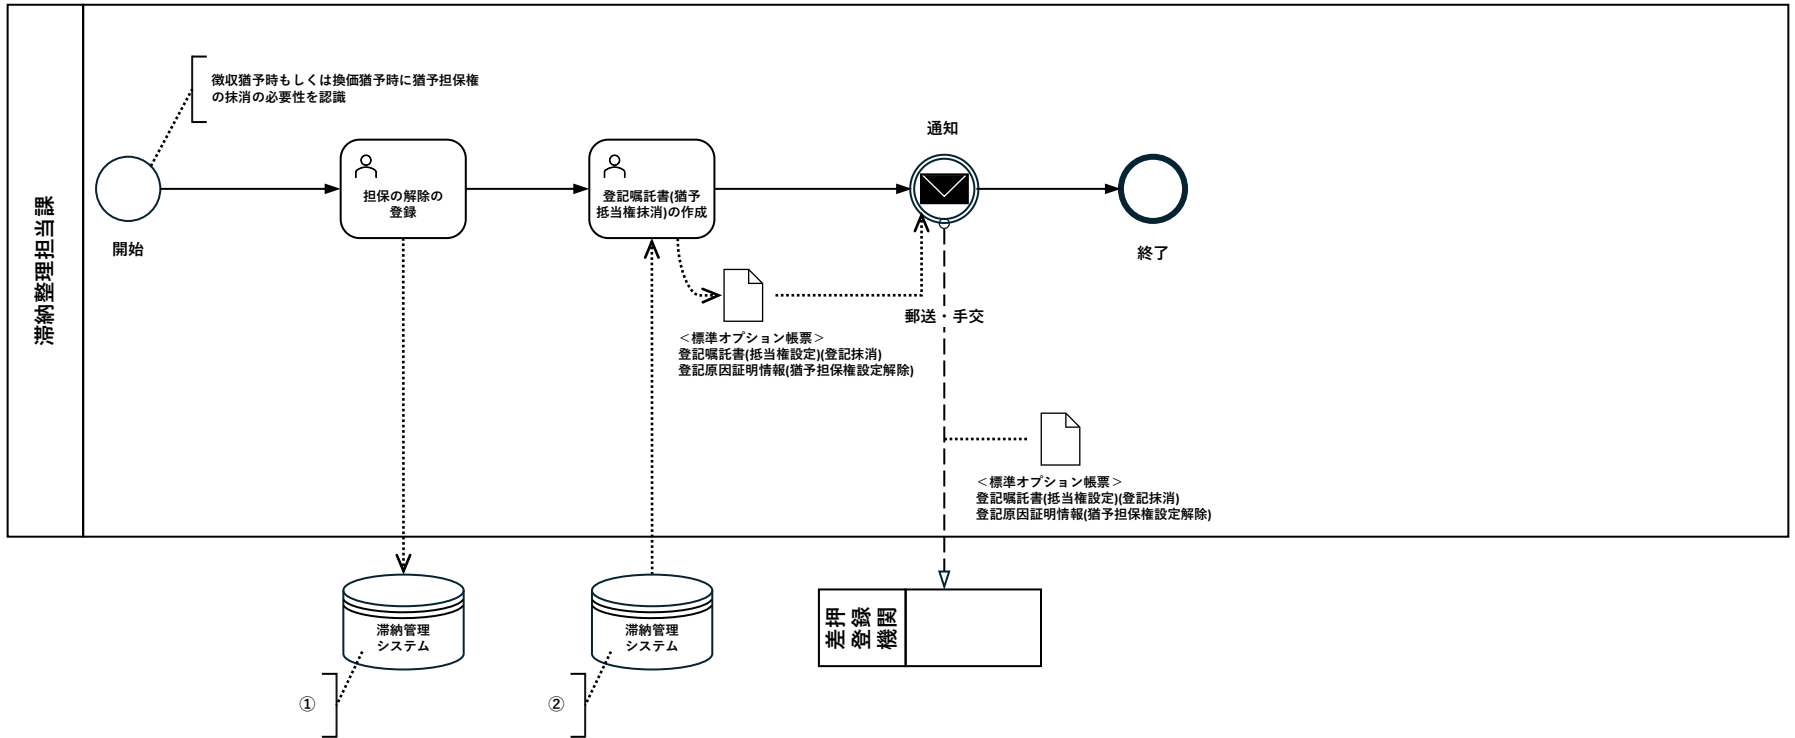 徴収猶予時もしくは換価猶予時に猶予担保権
の抹消の必要性を認識
滞納整理担当課
開始
担保の解除の
登録
登記嘱託書(猶予
抵当権抹消)の作成
通知
終了
＜標準オプション帳票＞
登記嘱託書(抵当権設定)(登記抹消)
登記原因証明情報(猶予担保権設定解除)
郵送・手交
＜標準オプション帳票＞
登記嘱託書(抵当権設定)(登記抹消)
登記原因証明情報(猶予担保権設定解除)
滞納管理
システム
①
滞納管理
システム
②
差押
登録
機関